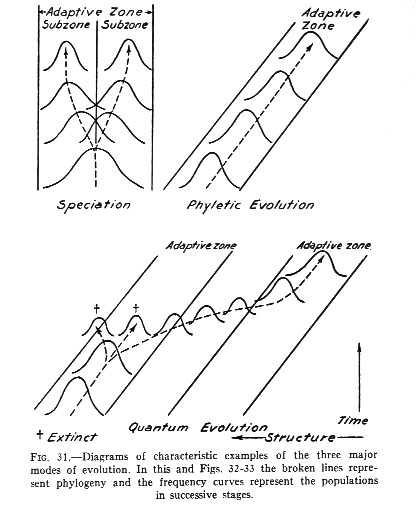 Adaptive Zone
Subzone Subzone
Speciation
Adaptive
Zone
Phyletic Evolution
Adaptive zone
Adaptive zone
† †
† Extinct
Quantum Evolution
Structure
Time
FIG. 31.—Diagrams of characteristic examples of the three major
modes of evolution. In this and Figs. 32-33 the broken lines repre-
sent phylogeny and the frequency curves represent the populations
in successive stages.